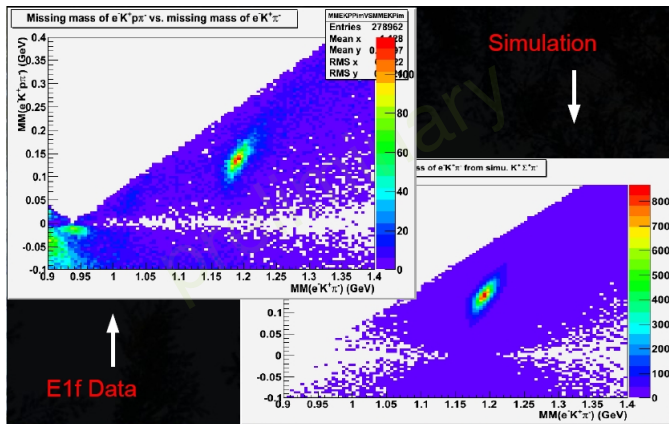 Missing mass of e⁻K⁺pπ⁻ vs. missing mass of e⁻K⁺π⁻
MMEKPPimVSMMEKPim
Entries 278962
Mean x
Mean y
RMS x
RMS y
MM(e⁻K⁺pπ⁻) (GeV)
0.4
0.35
0.3
0.25
0.2
0.15
0.1
0.05
0
-0.05
-0.1
0.9 0.95 1 1.05 1.1 1.15 1.2 1.25 1.3 1.35 1.4
MM(e⁻K⁺π⁻) (GeV)
100
80
60
40
20
0
Simulation
ss of e⁻K⁺π⁻ from simu. K⁺Σ⁺π⁻
0.1
0.05
0
-0.05
-0.1
0.9 0.95 1 1.05 1.1 1.15 1.2 1.25 1.3 1.35 1.4
MM(e⁻K⁺π⁻) (GeV)
800
700
600
500
400
300
200
100
0
E1f Data